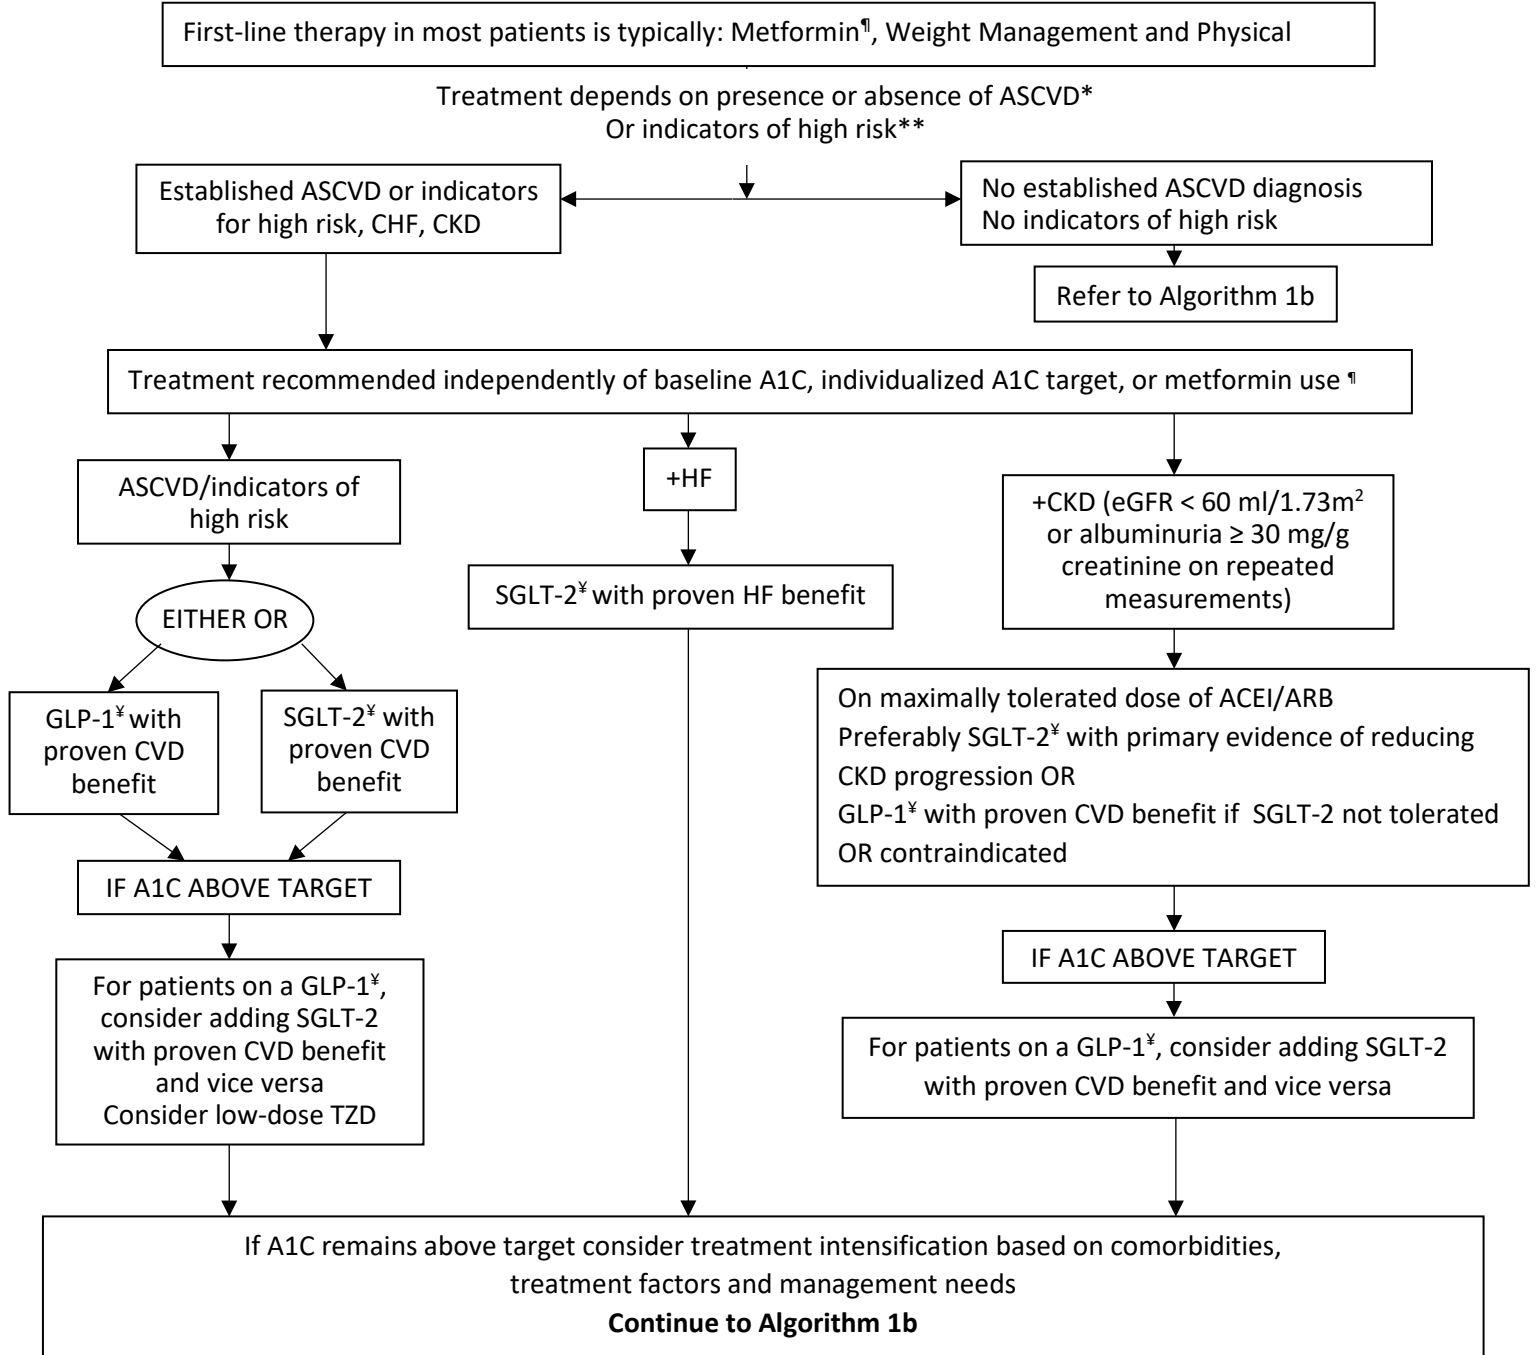 First-line therapy in most patients is typically: Metformin¶, Weight Management and Physical
Treatment depends on presence or absence of ASCVD*
Or indicators of high risk**
Established ASCVD or indicators
for high risk, CHF, CKD
No established ASCVD diagnosis
No indicators of high risk
Refer to Algorithm 1b
Treatment recommended independently of baseline A1C, individualized A1C target, or metformin use ¶
ASCVD/indicators of
high risk
EITHER OR
GLP-1¥ with
proven CVD
benefit
SGLT-2¥ with
proven CVD
benefit
IF A1C ABOVE TARGET
For patients on a GLP-1¥,
consider adding SGLT-2
with proven CVD benefit
and vice versa
Consider low-dose TZD
+HF
SGLT-2¥ with proven HF benefit
+CKD (eGFR < 60 ml/1.73m²
or albuminuria ≥ 30 mg/g
creatinine on repeated
measurements)
On maximally tolerated dose of ACEI/ARB
Preferably SGLT-2¥ with primary evidence of reducing
CKD progression OR
GLP-1¥ with proven CVD benefit if SGLT-2 not tolerated
OR contraindicated
IF A1C ABOVE TARGET
For patients on a GLP-1¥, consider adding SGLT-2
with proven CVD benefit and vice versa
If A1C remains above target consider treatment intensification based on comorbidities,
treatment factors and management needs
Continue to Algorithm 1b